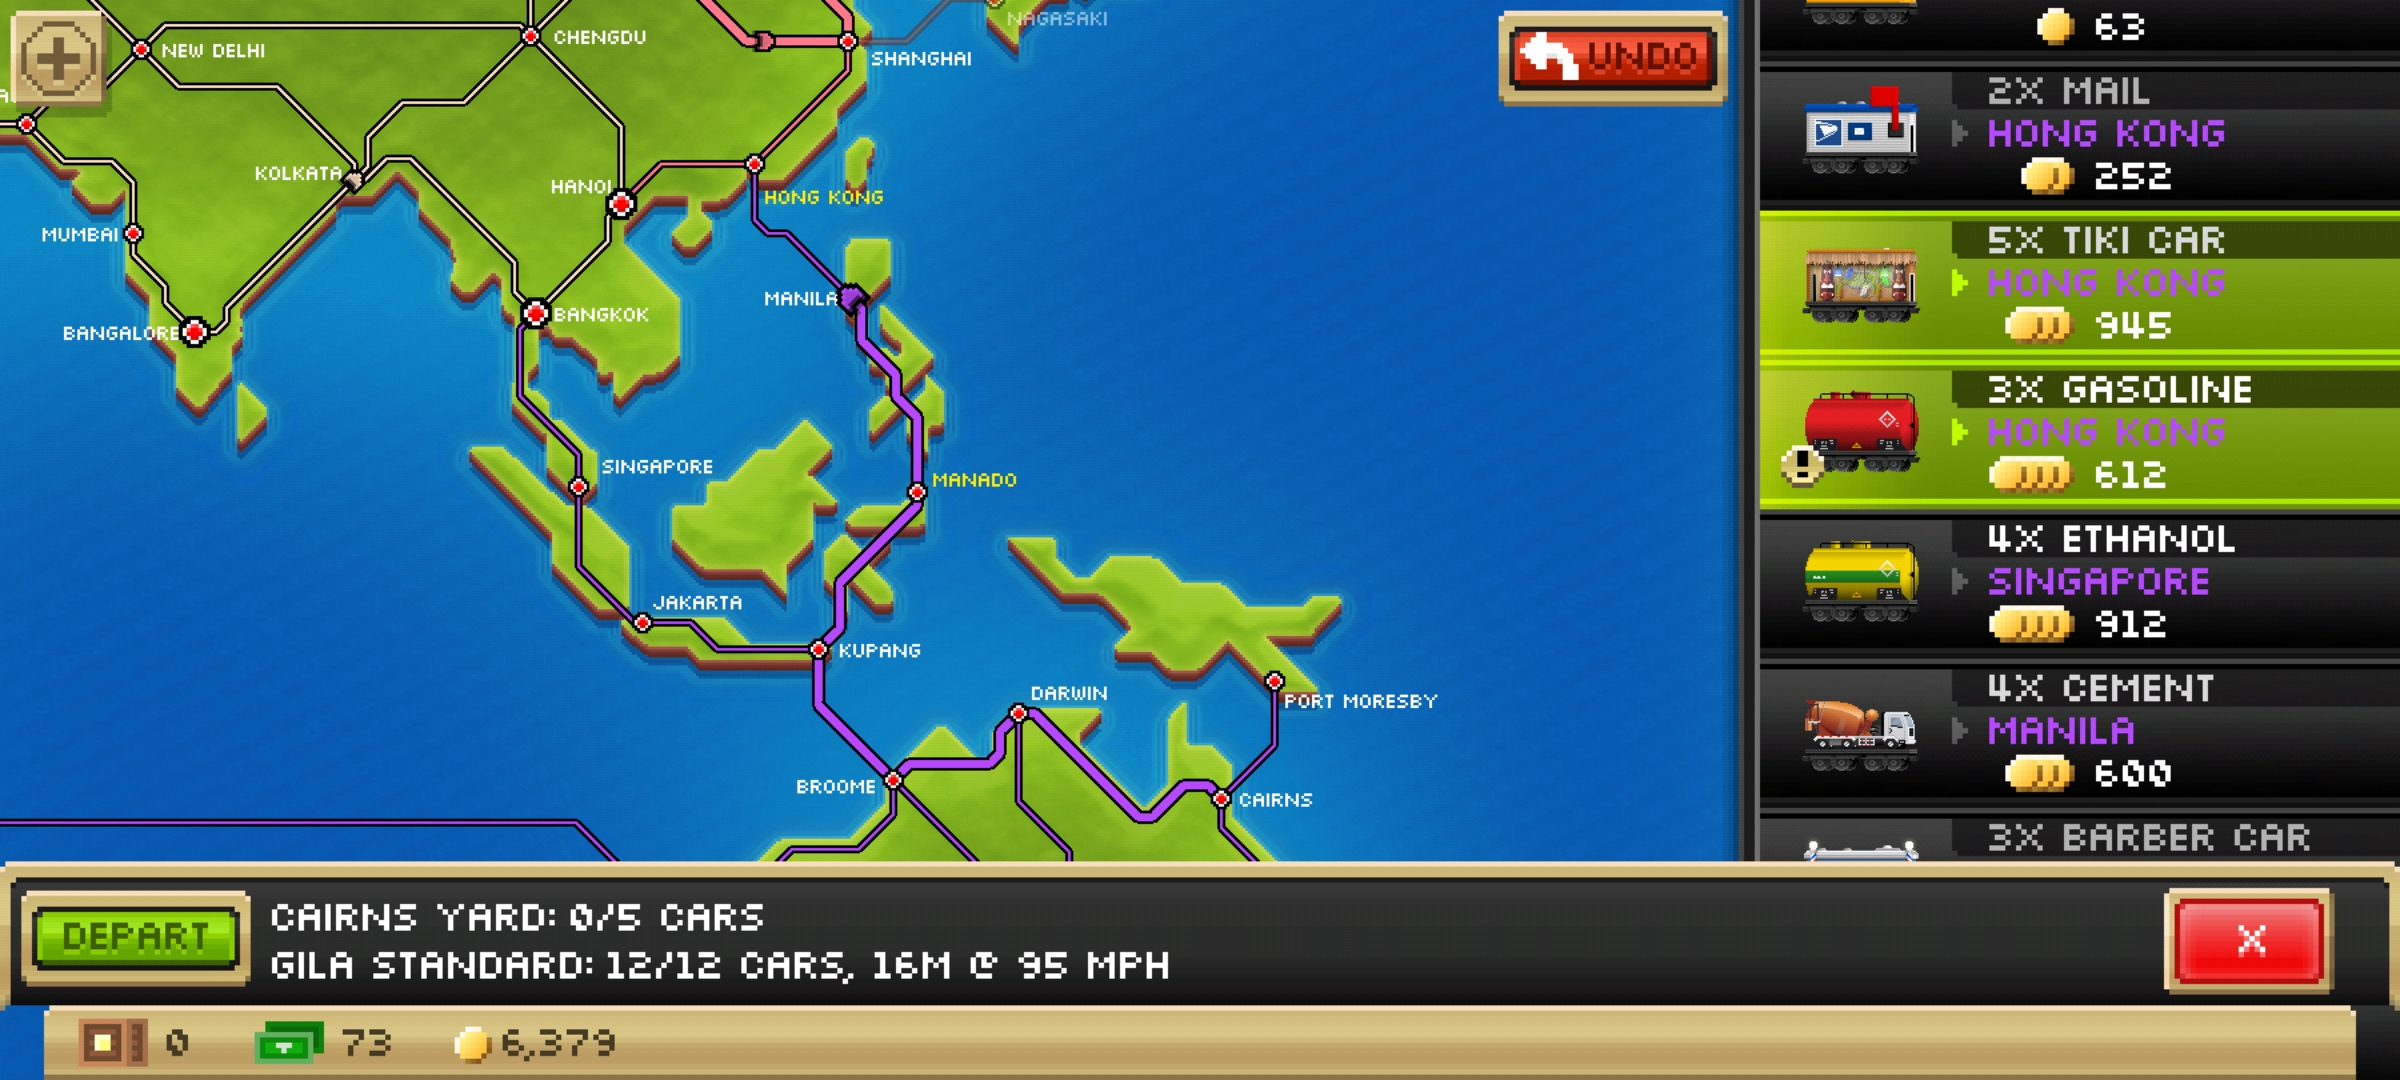 NAGASAKI
NEW DELHI
CHENGDU
SHANGHAI
UNDO
KOLKATA
HANOI
HONG KONG
MUMBAI
MANILA
BANGALORE
BANGKOK
SINGAPORE
MANADO
JAKARTA
KUPANG
DARWIN
PORT MORESBY
BROOME
CAIRNS
63
2X MAIL
HONG KONG
252
5X TIKI CAR
HONG KONG
945
3X GASOLINE
HONG KONG
612
4X ETHANOL
SINGAPORE
912
4X CEMENT
MANILA
600
3X BARBER CAR
DEPART
CAIRNS YARD: 0/5 CARS
GILA STANDARD: 12/12 CARS, 16M @ 95 MPH
X
0
73
6,379